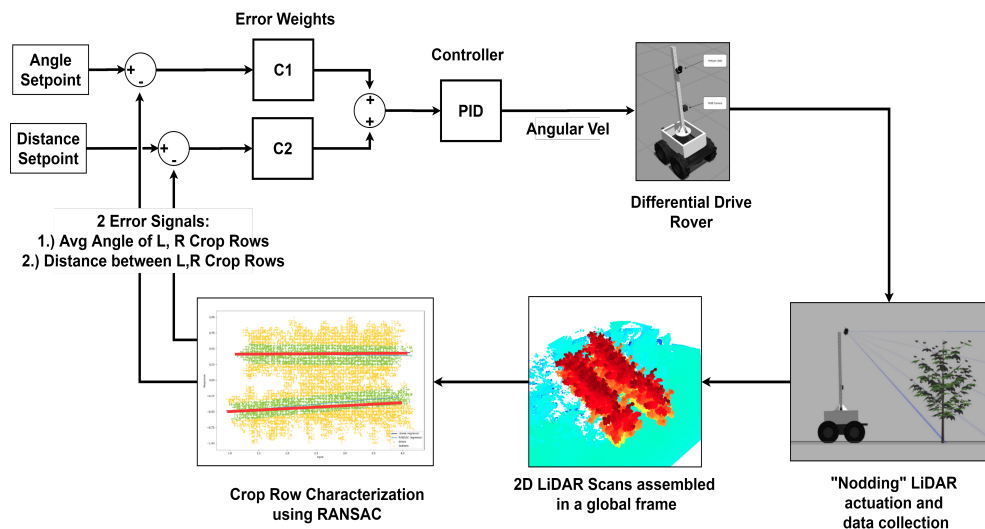 Error Weights
Angle
Setpoint
+
-
C1
Controller
+
+
PID
Angular Vel
Distance
Setpoint
+
-
C2
Differential Drive
Rover
2 Error Signals:
1.) Avg Angle of L, R Crop Rows
2.) Distance between L,R Crop Rows
Crop Row Characterization
using RANSAC
2D LiDAR Scans assembled
in a global frame
"Nodding" LiDAR
actuation and
data collection